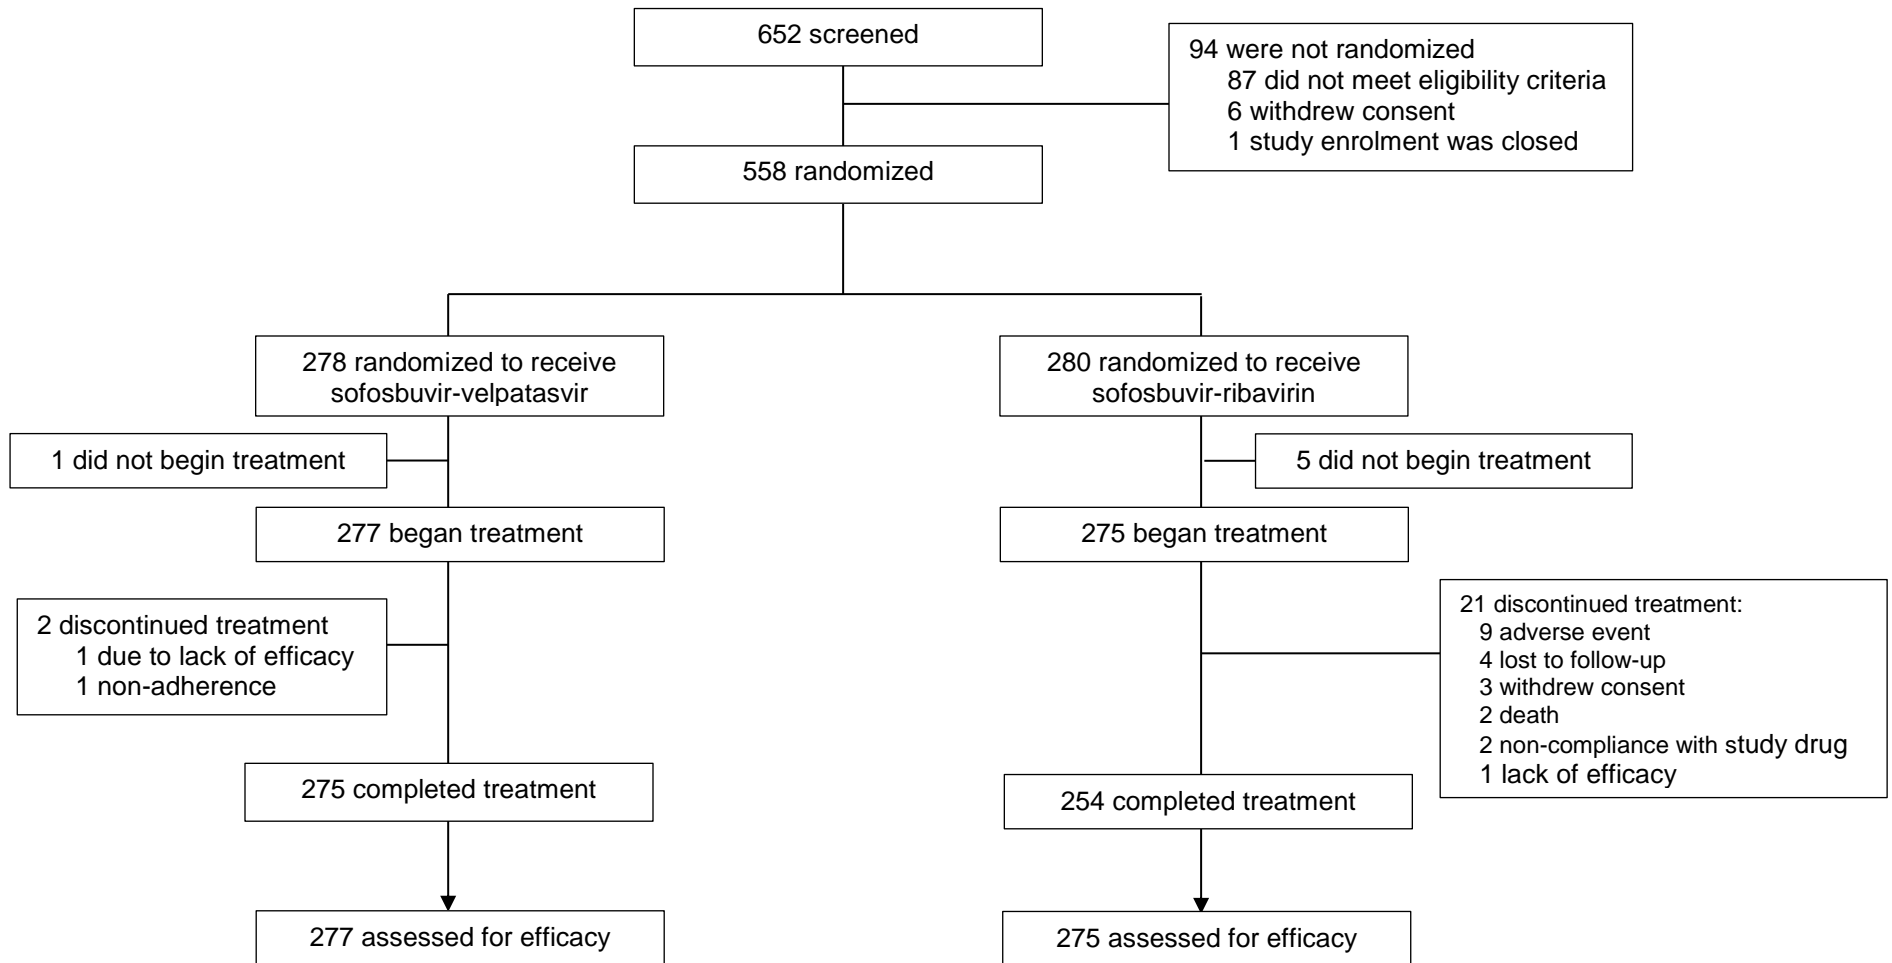 652 screened
94 were not randomized
87 did not meet eligibility criteria
6 withdrew consent
1 study enrolment was closed
558 randomized
278 randomized to receive
sofosbuvir-velpatasvir
280 randomized to receive
sofosbuvir-ribavirin
1 did not begin treatment
5 did not begin treatment
277 began treatment
275 began treatment
2 discontinued treatment
1 due to lack of efficacy
1 non-adherence
21 discontinued treatment:
9 adverse event
4 lost to follow-up
3 withdrew consent
2 death
2 non-compliance with study drug
1 lack of efficacy
275 completed treatment
254 completed treatment
277 assessed for efficacy
275 assessed for efficacy